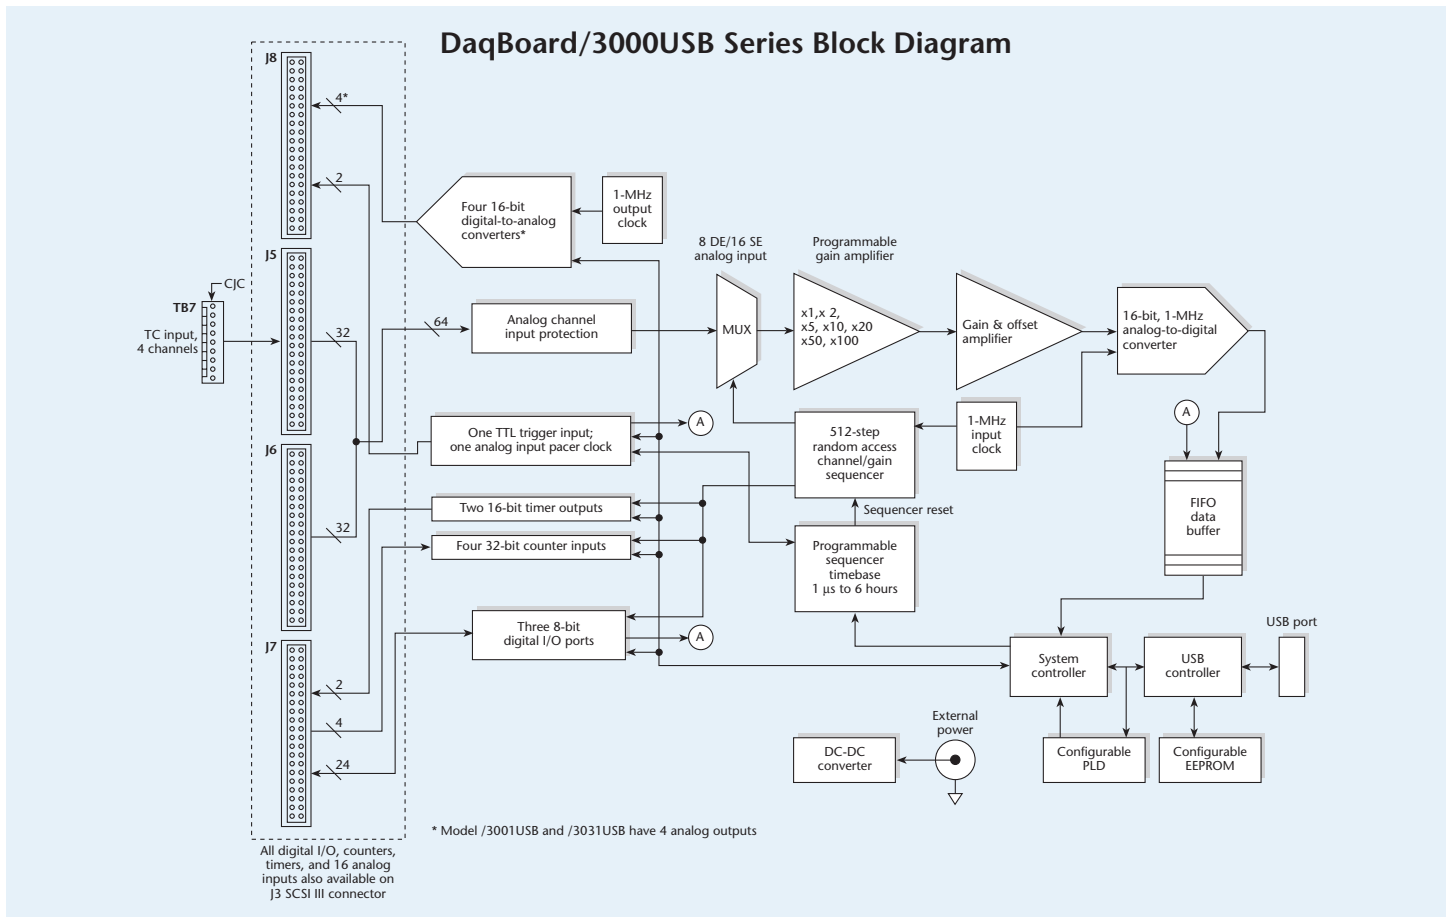 DaqBoard/3000USB Series Block Diagram
J8
4*
2
Four 16-bit
digital-to-analog
converters*
1-MHz
output
clock
J5
CJC
TB7
TC input,
4 channels
32
64
Analog channel
input protection
8 DE/16 SE
analog input
MUX
Programmable
gain amplifier
x1,x 2,
x5, x10, x20
x50, x100
Gain & offset
amplifier
16-bit, 1-MHz
analog-to-digital
converter
One TTL trigger input;
one analog input pacer clock
A
512-step
random access
channel/gain
sequencer
1-MHz
input
clock
A
J6
32
Two 16-bit timer outputs
Four 32-bit counter inputs
Sequencer reset
Programmable
sequencer
timebase
1 µs to 6 hours
FIFO
data
buffer
J7
Three 8-bit
digital I/O ports
A
2
4
24
System
controller
USB
controller
USB port
External
power
DC-DC
converter
Configurable
PLD
Configurable
EEPROM
* Model /3001USB and /3031USB have 4 analog outputs
All digital I/O, counters,
timers, and 16 analog
inputs also available on
J3 SCSI III connector